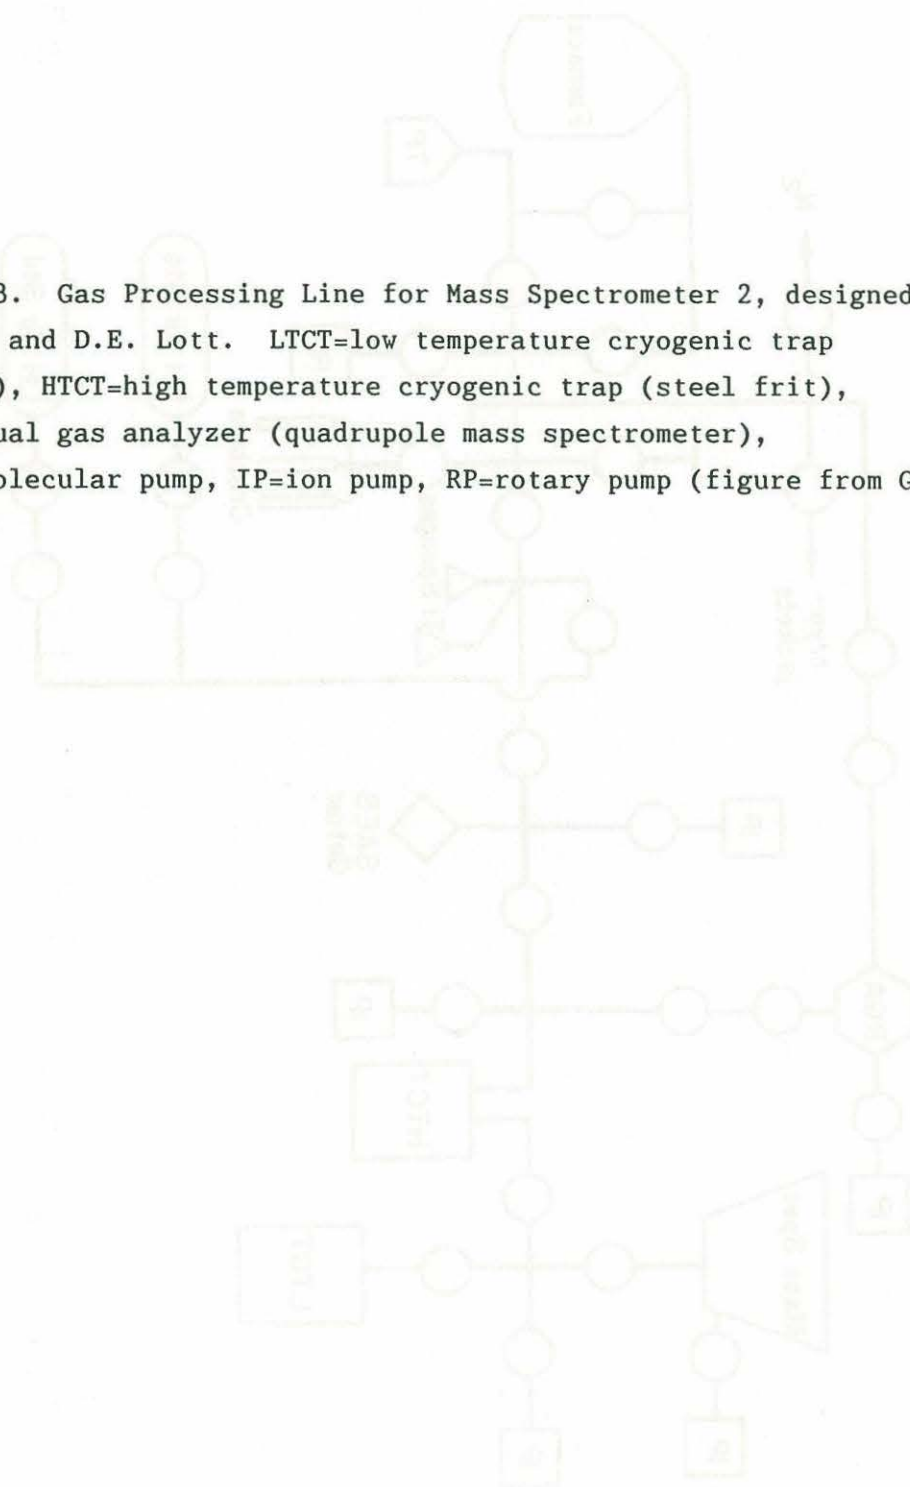 3. Gas Processing Line for Mass Spectrometer 2, designed
and D.E. Lott. LTCT=low temperature cryogenic trap
), HTCT=high temperature cryogenic trap (steel frit),
ual gas analyzer (quadrupole mass spectrometer),
olecular pump, IP=ion pump, RP=rotary pump (figure from G